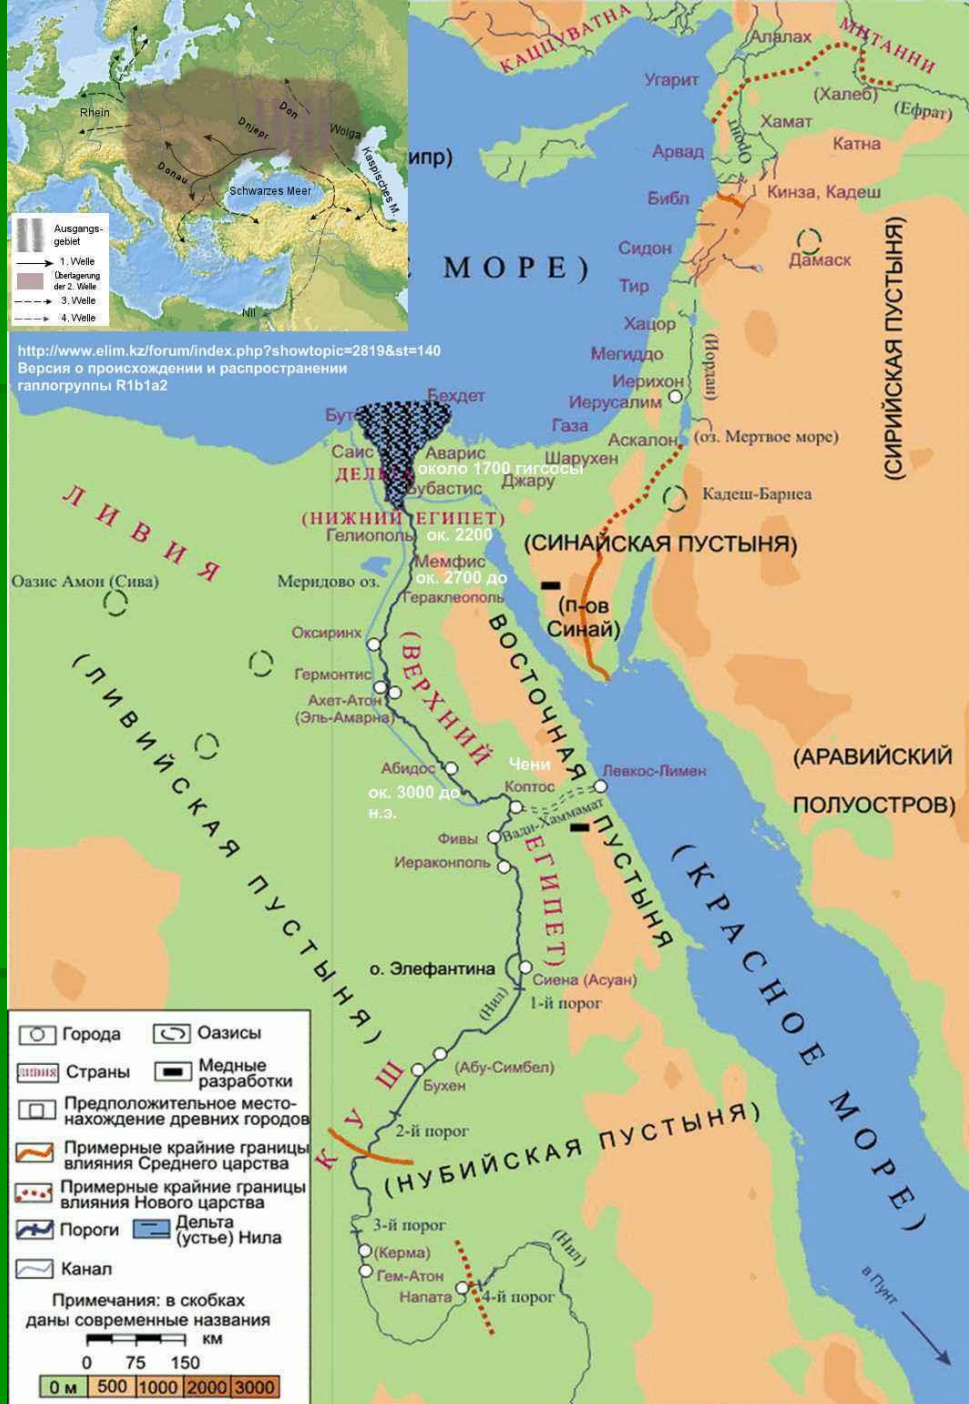 Rhein
Don
Dnjepr
Wolga
Donau
Schwarzes Meer
Kaspisches M.
Nil
Ausgangs-
gebiet
1. Welle
Überlagerung
der 2. Welle
3. Welle
4. Welle
http://www.elim.kz/forum/index.php?showtopic=2819&st=140
Версия о происхождении и распространении
гаплогруппы R1b1a2
КАЦЦУВАТНА
МИТАННИ
Алалах
Угарит
(Халеб)
(Ефрат)
Хамат
Оронт
Катна
Арвад
ипр)
Библ
Кинза, Кадеш
Сидон
Дамаск
С МОРЕ)
Тир
(СИРИЙСКАЯ ПУСТЫНЯ)
Хацор
Мегиддо
(Иордан)
Иерихон
Иерусалим
Газа
Аскалон
(оз. Мертвое море)
Шарухен
Бехдет
Буто
Саис
Аварис
ДЕЛЬТА
около 1700 гиксосы
Бубастис
Джару
Кадеш-Барнеа
(НИЖНИЙ ЕГИПЕТ)
Гелиополь
ок. 2200
(СИНАЙСКАЯ ПУСТЫНЯ)
ЛИВИЯ
Мемфис
ок. 2700 до
Оазис Амон (Сива)
Меридово оз.
Гераклеополь
(п-ов
Синай)
Оксиринх
(ВЕРХНИЙ
ВОСТОЧНАЯ
Гермонтис
Ахет-Атон
(Эль-Амарна)
(ЛИВИЙСКАЯ ПУСТЫНЯ)
(АРАВИЙСКИЙ
ПОЛУОСТРОВ)
Абидос
Чени
Левкос-Лимен
ок. 3000 до
н.э.
Коптос
Вади-Хаммамат
ПУСТЫНЯ
Фивы
ЕГИПЕТ)
Иераконполь
(КРАСНОЕ МОРЕ)
о. Элефантина
Сиена (Асуан)
(Нил)
1-й порог
(Абу-Симбел)
Бухен
КУШ
2-й порог
(НУБИЙСКАЯ ПУСТЫНЯ)
3-й порог
(Керма)
(Нил)
Гем-Атон
Напата
4-й порог
в Пунт
Города
Оазисы
ЛИВИЯ
Страны
Медные
разработки
Предположительное место-
нахождение древних городов
Примерные крайние границы
влияния Среднего царства
Примерные крайние границы
влияния Нового царства
Пороги
Дельта
(устье) Нила
Канал
Примечания: в скобках
даны современные названия
км
0 75 150
0 м 500 1000 2000 3000